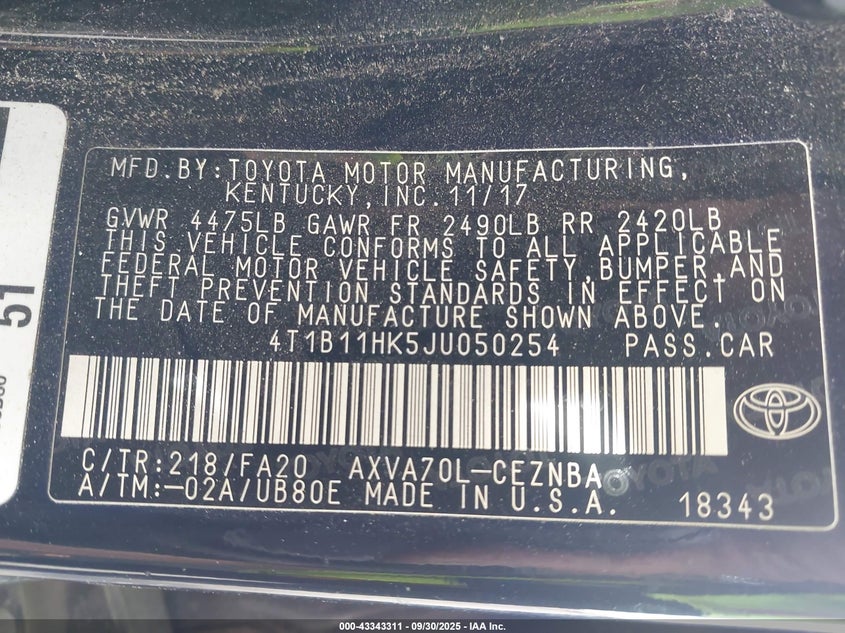 MFD.BY:TOYOTA MOTOR MANUFACTURING,
KENTUCKY,INC.11/17
GVWR 4475LB GAWR FR 2490LB RR 2420LB
THIS VEHICLE CONFORMS TO ALL APPLICABLE
FEDERAL MOTOR VEHICLE SAFETY,BUMPER,AND
THEFT PREVENTION STANDARDS IN EFFECT ON
THE DATE OF MANUFACTURE SHOWN ABOVE.
4T1B11HK5JU050254 PASS.CAR
C/TR:218/FA20 AXVA70L-CEZNBA
A/TM:-02A/UB80E MADE IN U.S.A. 18343
51
000-43343311 - 09/30/2025 - IAA Inc.